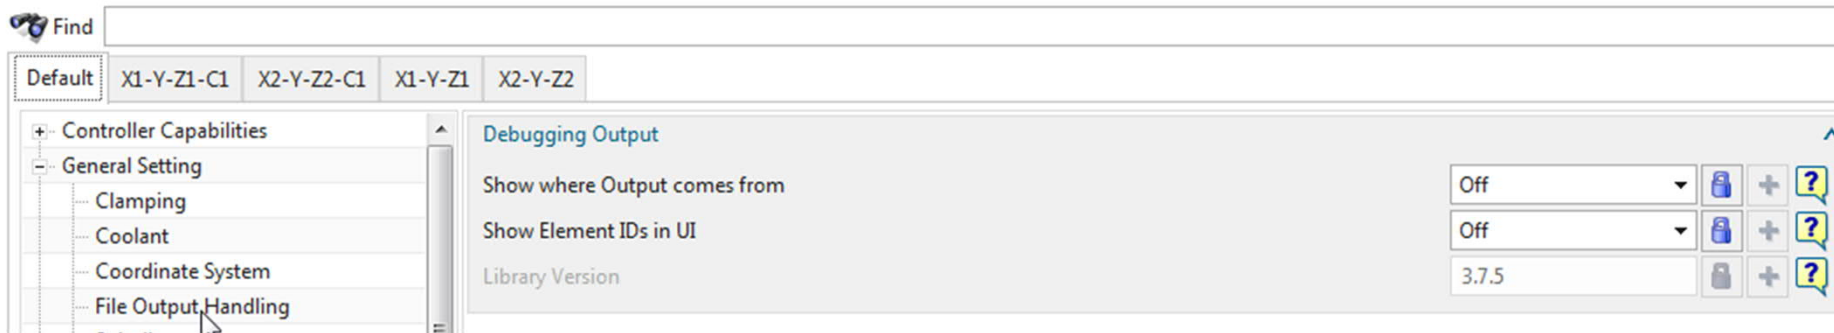 Find
Default X1-Y-Z1-C1 X2-Y-Z2-C1 X1-Y-Z1 X2-Y-Z2
Controller Capabilities
General Setting
Clamping
Coolant
Coordinate System
File Output Handling
Debugging Output
Show where Output comes from Off
Show Element IDs in UI Off
Library Version 3.7.5